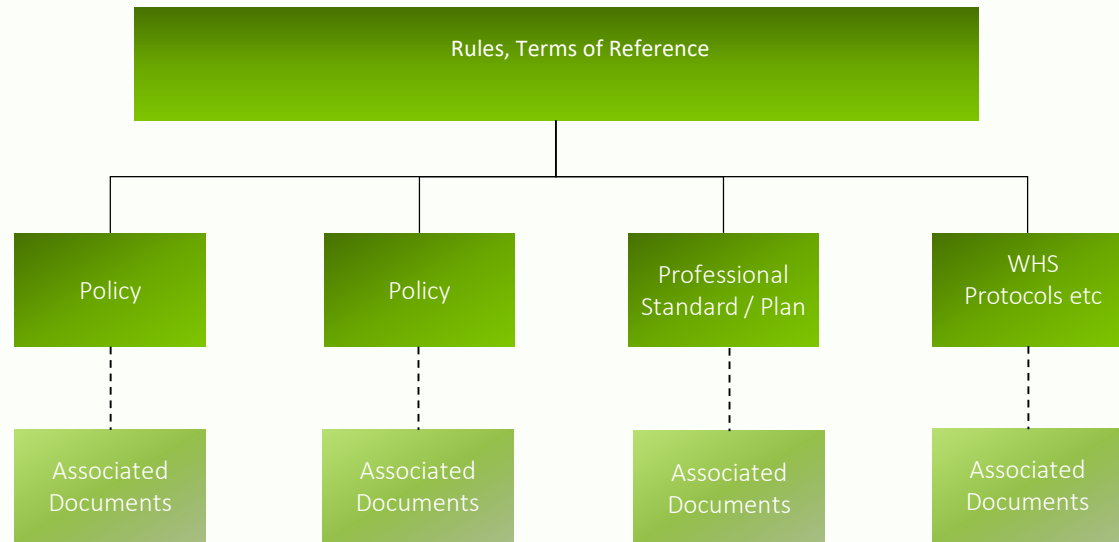 Rules, Terms of Reference
Policy
Policy
Professional
Standard / Plan
WHS
Protocols etc
Associated
Documents
Associated
Documents
Associated
Documents
Associated
Documents